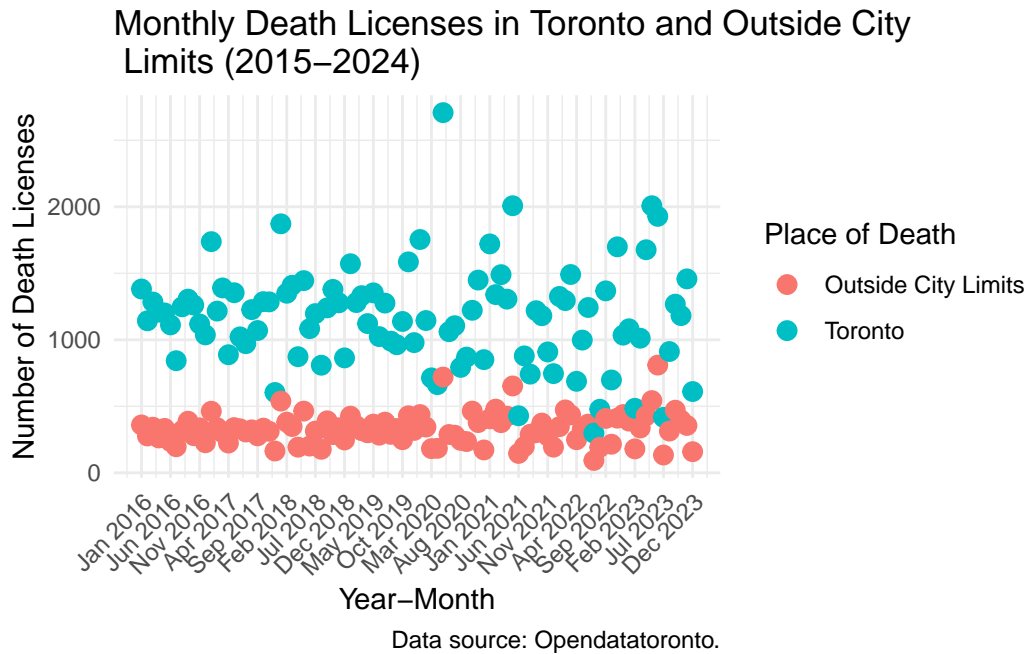 Monthly Death Licenses in Toronto and Outside City
Limits (2015−2024)
Number of Death Licenses
2000
1000
0
Jan 2016
Jun 2016
Nov 2016
Apr 2017
Sep 2017
Feb 2018
Jul 2018
Dec 2018
May 2019
Oct 2019
Mar 2020
Aug 2020
Jan 2021
Jun 2021
Nov 2021
Apr 2022
Sep 2022
Feb 2023
Jul 2023
Dec 2023
Year−Month
Place of Death
Outside City Limits
Toronto
Data source: Opendatatoronto.